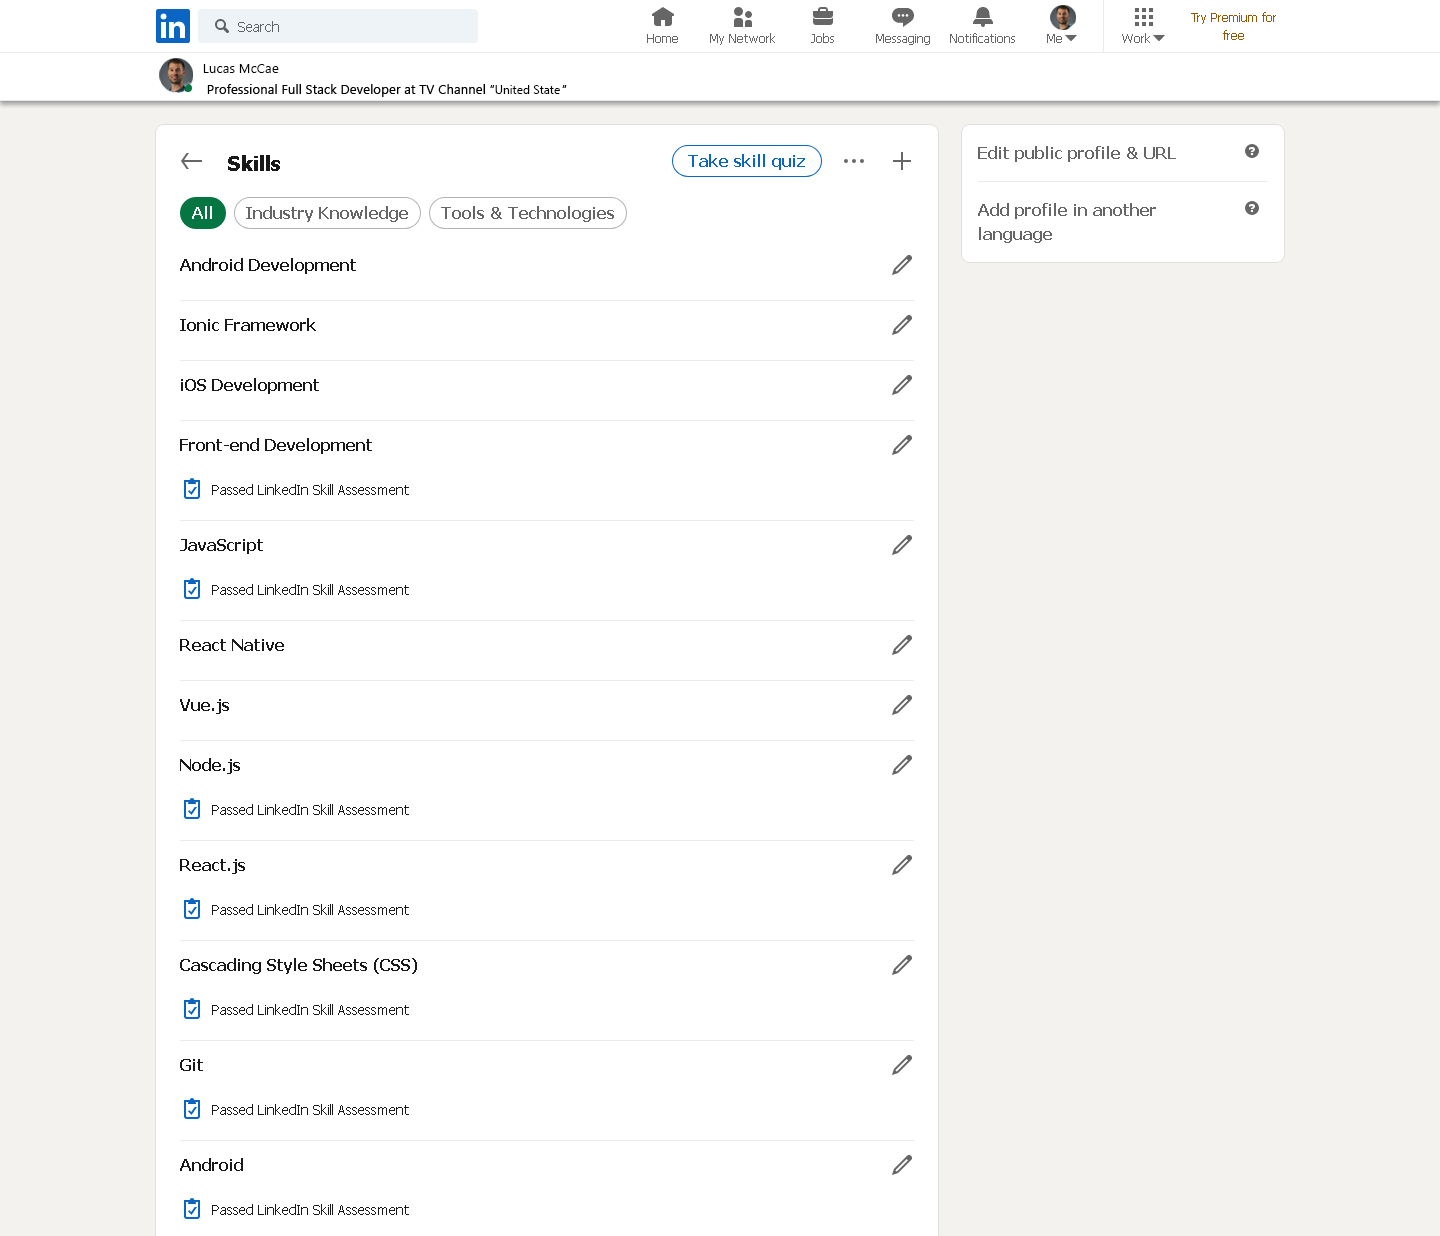 in
Search
Home
My Network
Jobs
Messaging
Notifications
Me
Work
Try Premium for
free
Lucas McCae
Professional Full Stack Developer at TV Channel "United State"
Skills
Take skill quiz
All
Industry Knowledge
Tools & Technologies
Android Development
Ionic Framework
iOS Development
Front-end Development
Passed LinkedIn Skill Assessment
JavaScript
Passed LinkedIn Skill Assessment
React Native
Vue.js
Node.js
Passed LinkedIn Skill Assessment
React.js
Passed LinkedIn Skill Assessment
Cascading Style Sheets (CSS)
Passed LinkedIn Skill Assessment
Git
Passed LinkedIn Skill Assessment
Android
Passed LinkedIn Skill Assessment
Edit public profile & URL
Add profile in another
language